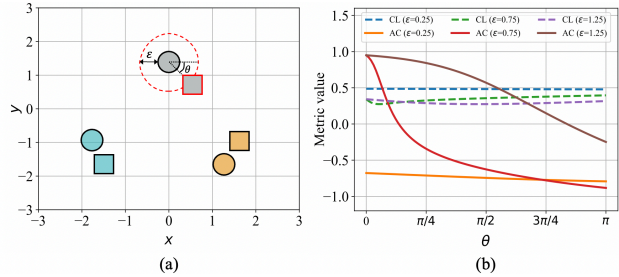 (a)
3
2
1
0
−1
−2
−3
y
ε
θ
−3
−2
−1
0
1
2
3
x
(a)
(b)
CL (ε=0.25)
CL (ε=0.75)
CL (ε=1.25)
AC (ε=0.25)
AC (ε=0.75)
AC (ε=1.25)
1.5
1.0
0.5
0.0
−0.5
−1.0
Metric value
0
π/4
π/2
3π/4
π
θ
(b)